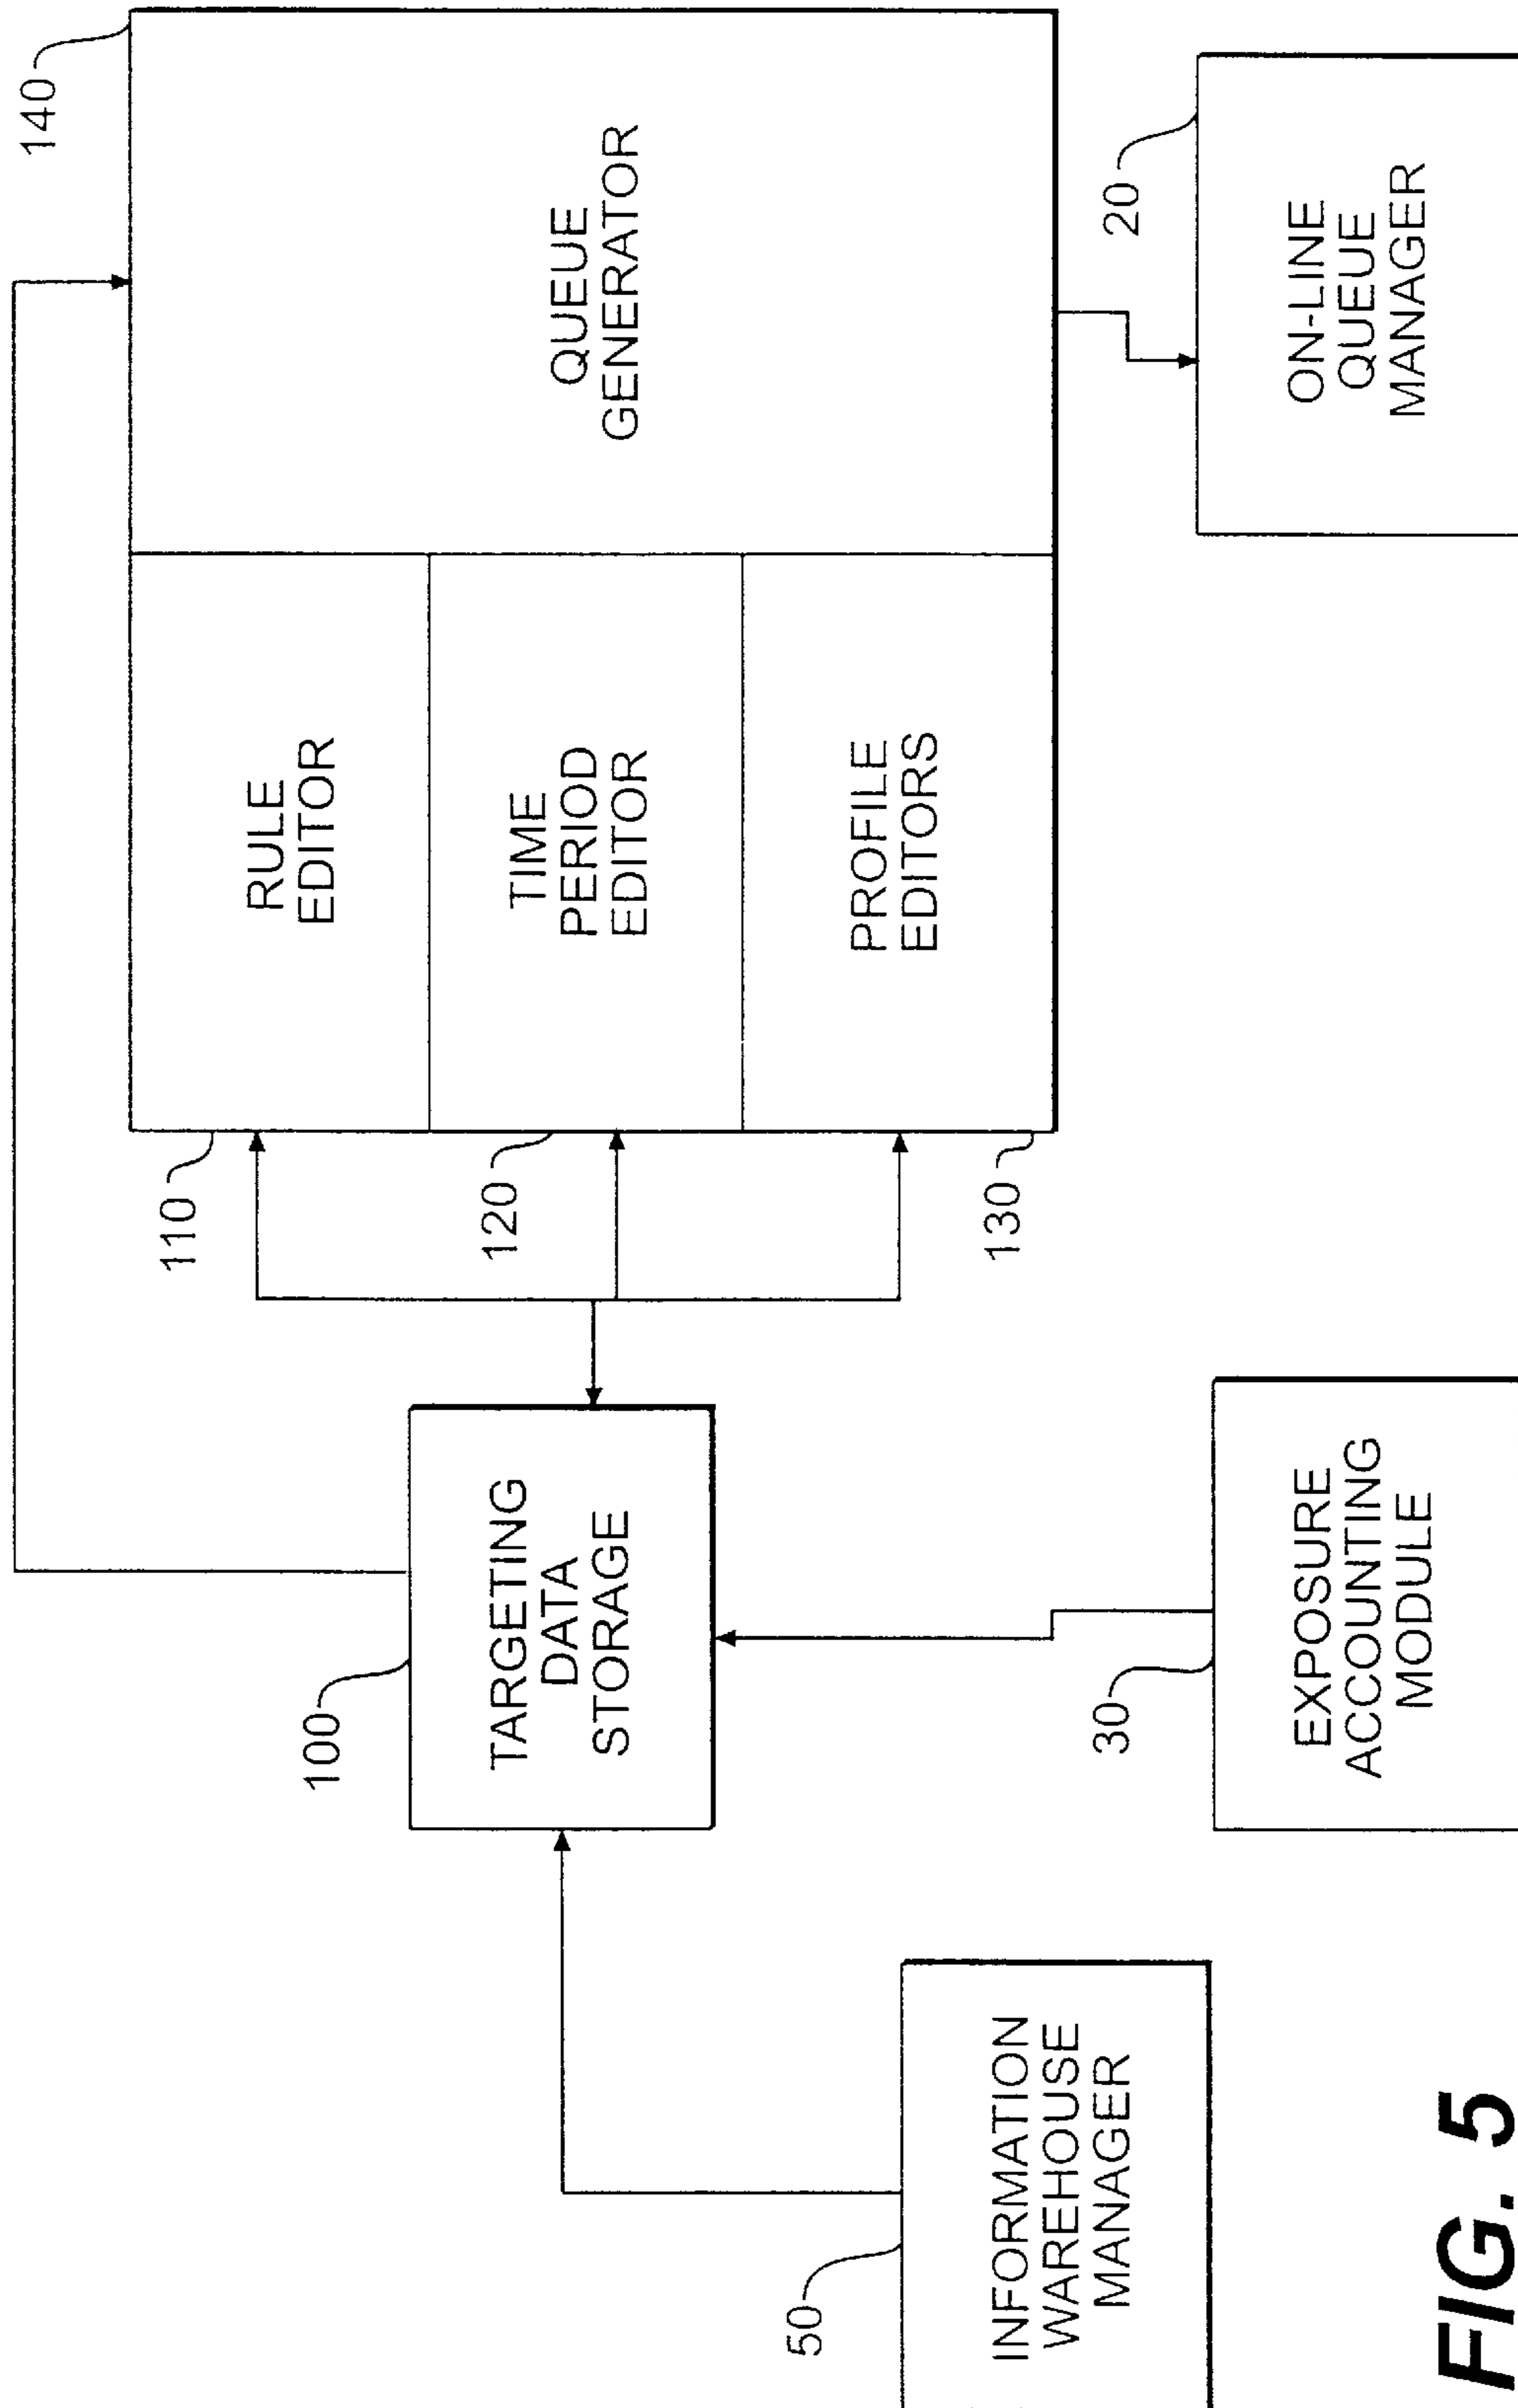 140
QUEUE
GENERATOR
RULE
EDITOR
110
TIME
PERIOD
EDITOR
120
PROFILE
EDITORS
130
100
TARGETING
DATA
STORAGE
20
ON-LINE
QUEUE
MANAGER
30
EXPOSURE
ACCOUNTING
MODULE
50
INFORMATION
WAREHOUSE
MANAGER
FIG. 5